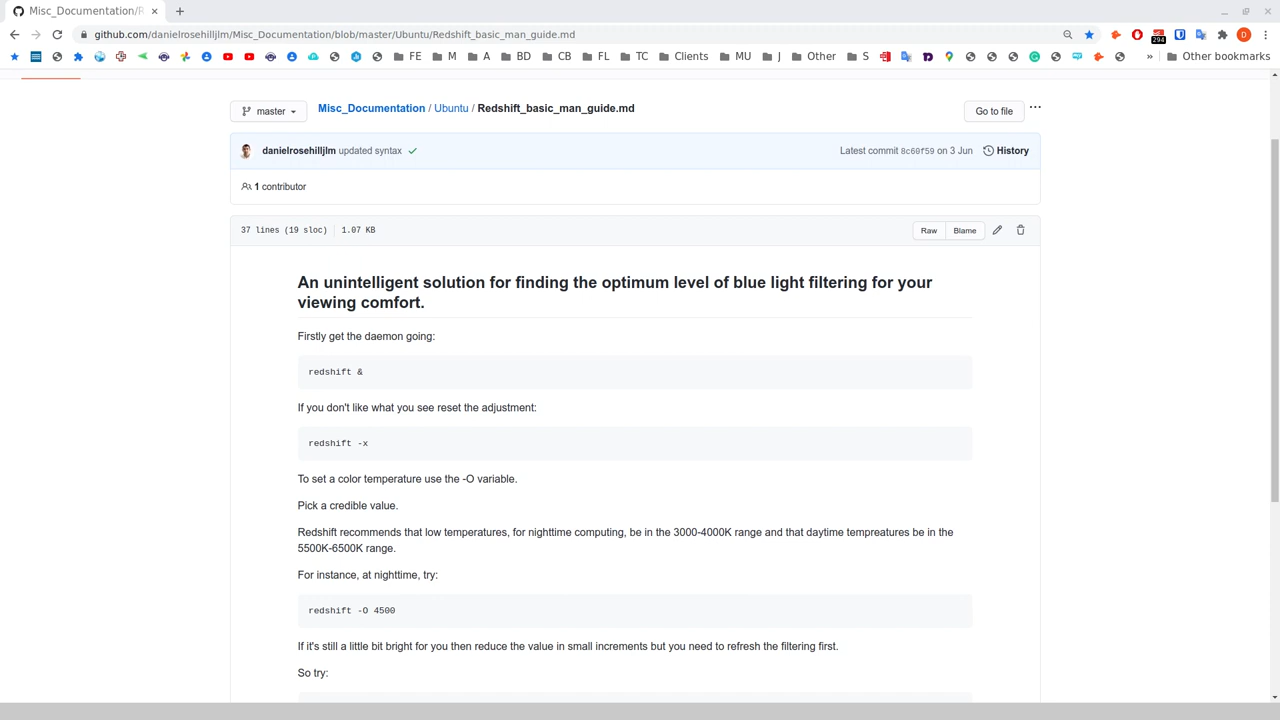 Misc_Documentation/R
github.com/danielrosehilljlm/Misc_Documentation/blob/master/Ubuntu/Redshift_basic_man_guide.md
294
D
FE M A BD CB FL TC Clients MU J Other S » Other bookmarks
master
Misc_Documentation / Ubuntu / Redshift_basic_man_guide.md
Go to file
danielrosehilljlm updated syntax
Latest commit 8c60f59 on 3 Jun History
1 contributor
37 lines (19 sloc) 1.07 KB
Raw Blame
An unintelligent solution for finding the optimum level of blue light filtering for your
viewing comfort.
Firstly get the daemon going:
redshift &
If you don't like what you see reset the adjustment:
redshift -x
To set a color temperature use the -O variable.
Pick a credible value.
Redshift recommends that low temperatures, for nighttime computing, be in the 3000-4000K range and that daytime tempreatures be in the
5500K-6500K range.
For instance, at nighttime, try:
redshift -O 4500
If it's still a little bit bright for you then reduce the value in small increments but you need to refresh the filtering first.
So try: